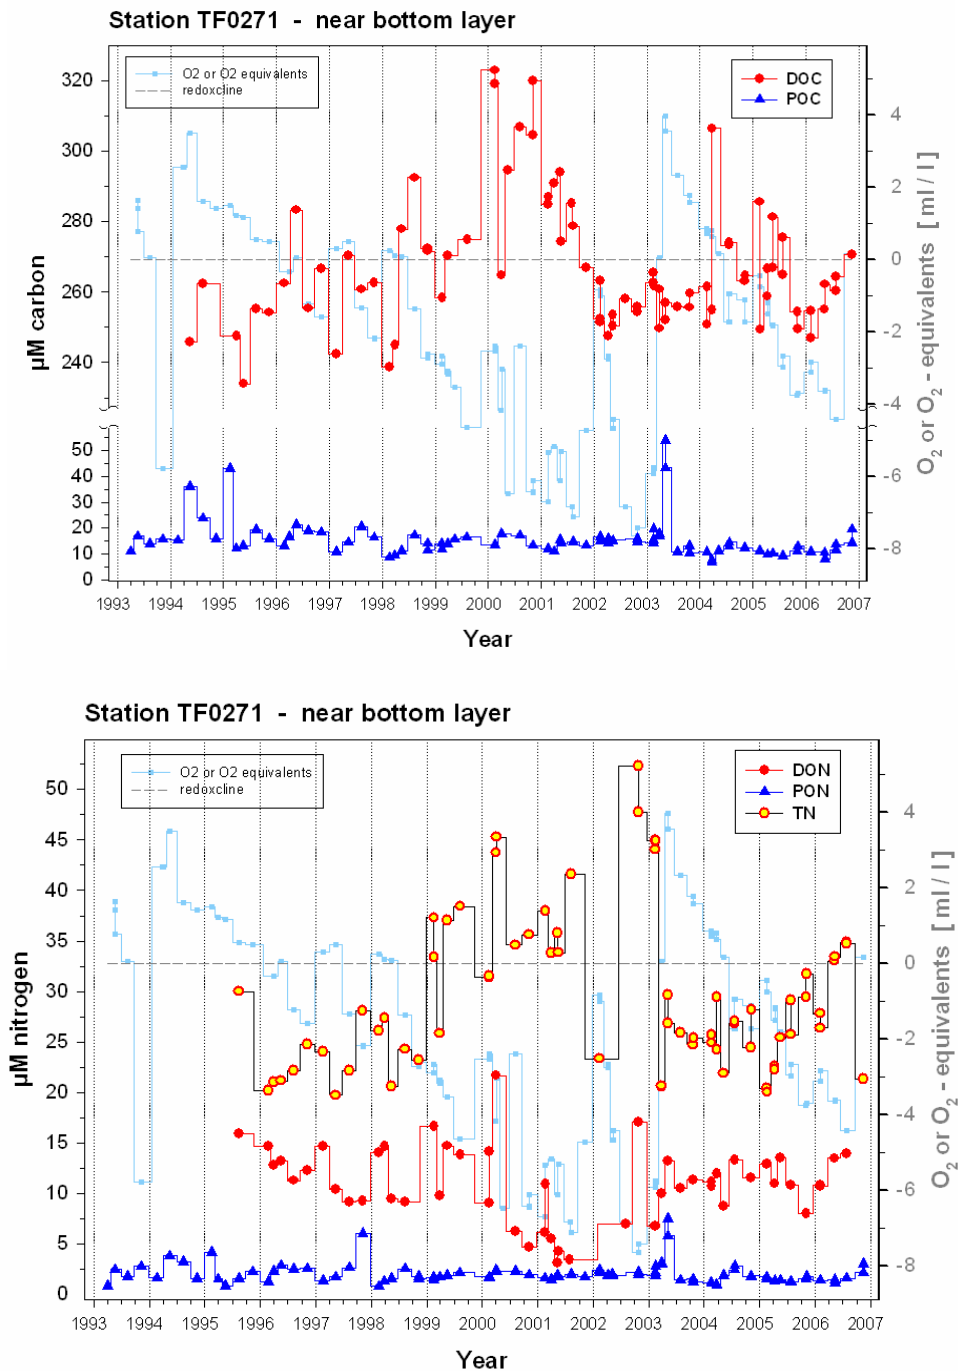 Station TF0271 - near bottom layer
O2 or O2 equivalents
redoxcline
DOC
POC
320
300
280
260
240
50
40
30
20
10
0
4
2
0
-2
-4
-6
-8
µM carbon
O2 or O2 - equivalents [ml / l]
1993 1994 1995 1996 1997 1998 1999 2000 2001 2002 2003 2004 2005 2006 2007
Year
Station TF0271 - near bottom layer
O2 or O2 equivalents
redoxcline
DON
PON
TN
50
45
40
35
30
25
20
15
10
5
0
4
2
0
-2
-4
-6
-8
µM nitrogen
O2 or O2 - equivalents [ml / l]
1993 1994 1995 1996 1997 1998 1999 2000 2001 2002 2003 2004 2005 2006 2007
Year